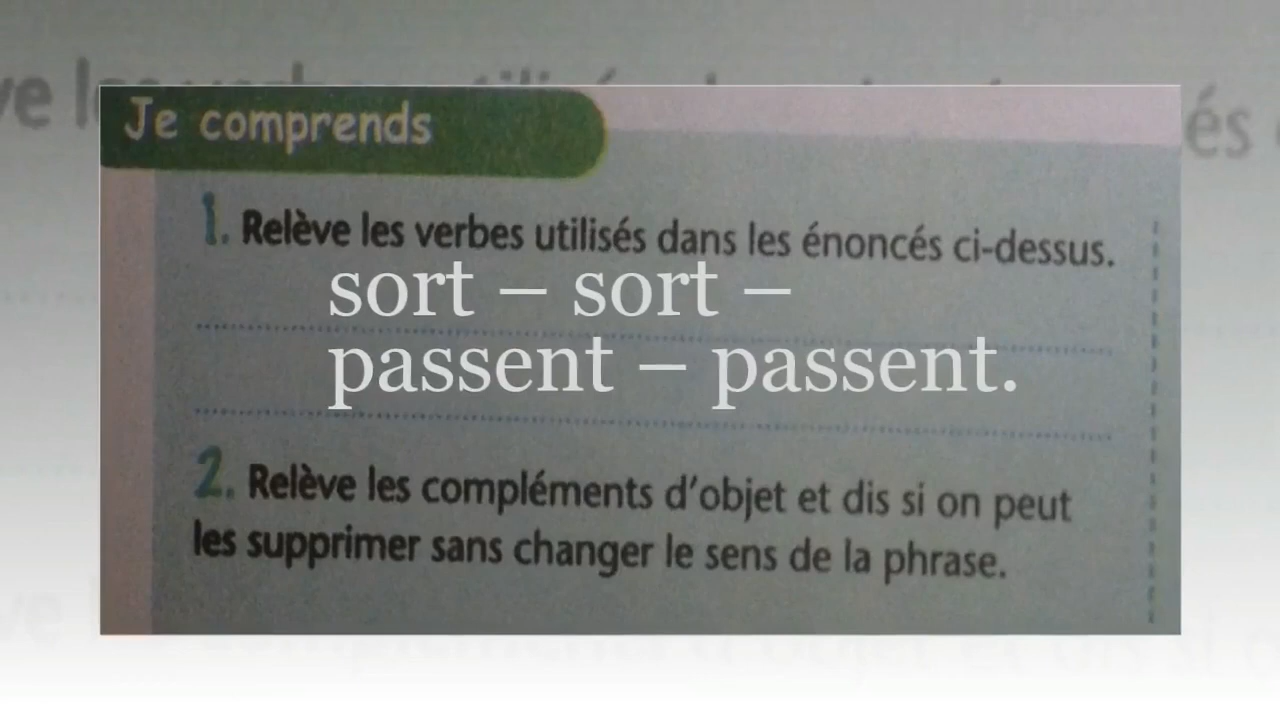 Je comprends
1. Relève les verbes utilisés dans les énoncés ci-dessus.
sort – sort –
passent – passent.
2. Relève les compléments d'objet et dis si on peut
les supprimer sans changer le sens de la phrase.